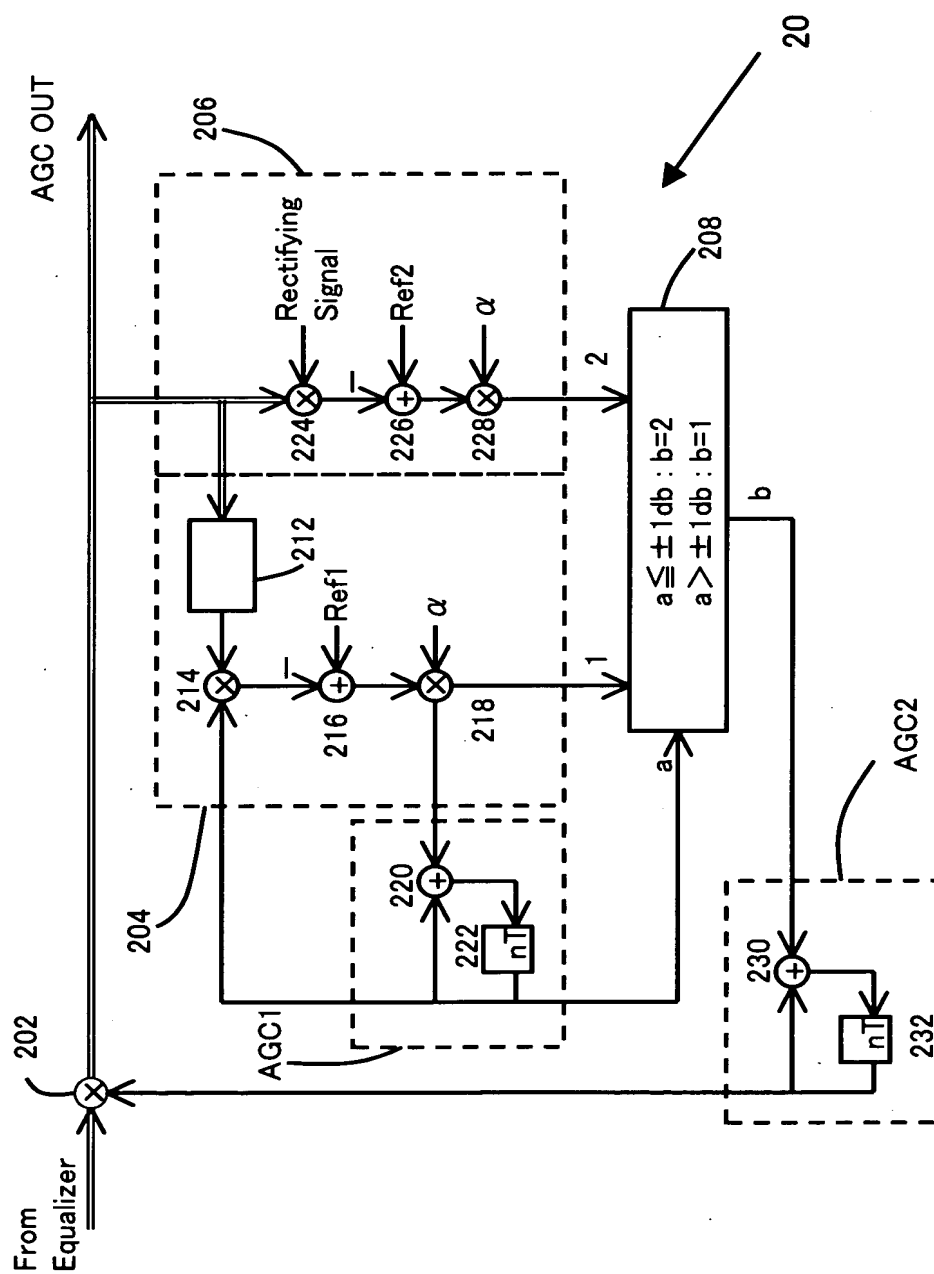 From
Equalizer
202
AGC OUT
204
206
212
214
Ref1
216
α
218
Rectifying
Signal
224
−
Ref2
226
α
228
−
AGC1
220
222
nT
a
1
2
208
a≦±1db : b=2
a>±1db : b=1
b
20
AGC2
230
nT
232